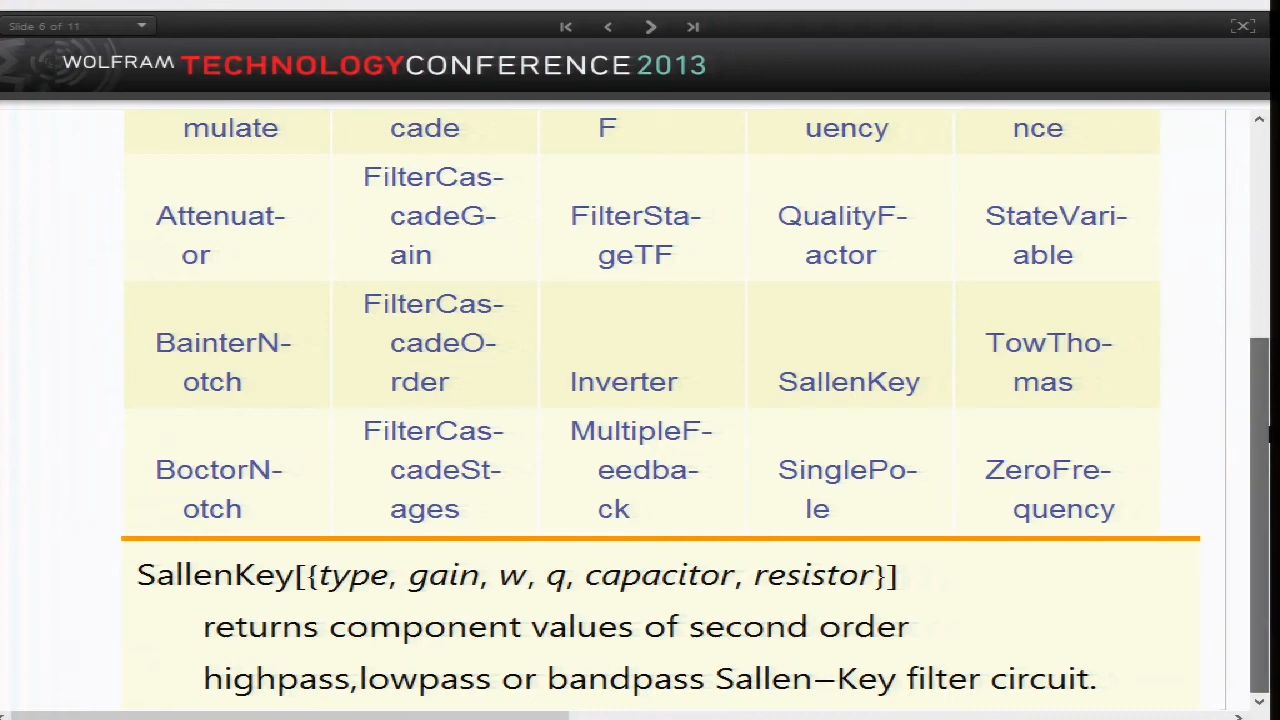 Slide 6 of 11
WOLFRAM TECHNOLOGYCONFERENCE 2013
mulate cade F uency nce
FilterCas-
Attenuat- cadeG- FilterSta- QualityF- StateVari-
or ain geTF actor able
FilterCas-
BainterN- cadeO- TowTho-
otch rder Inverter SallenKey mas
FilterCas- MultipleF-
BoctorN- cadeSt- eedba- SinglePo- ZeroFre-
otch ages ck le quency
SallenKey[{type, gain, w, q, capacitor, resistor}]
returns component values of second order
highpass,lowpass or bandpass Sallen–Key filter circuit.